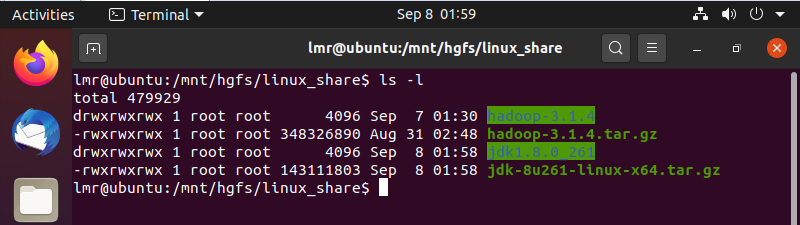 Activities Terminal Sep 8 01:59
lmr@ubuntu:/mnt/hgfs/linux_share
lmr@ubuntu:/mnt/hgfs/linux_share$ ls -l
total 479929
drwxrwxrwx 1 root root      4096 Sep  7 01:30 hadoop-3.1.4
-rwxrwxrwx 1 root root 348326890 Aug 31 02:48 hadoop-3.1.4.tar.gz
drwxrwxrwx 1 root root      4096 Sep  8 01:58 jdk1.8.0_261
-rwxrwxrwx 1 root root 143111803 Sep  8 01:58 jdk-8u261-linux-x64.tar.gz
lmr@ubuntu:/mnt/hgfs/linux_share$